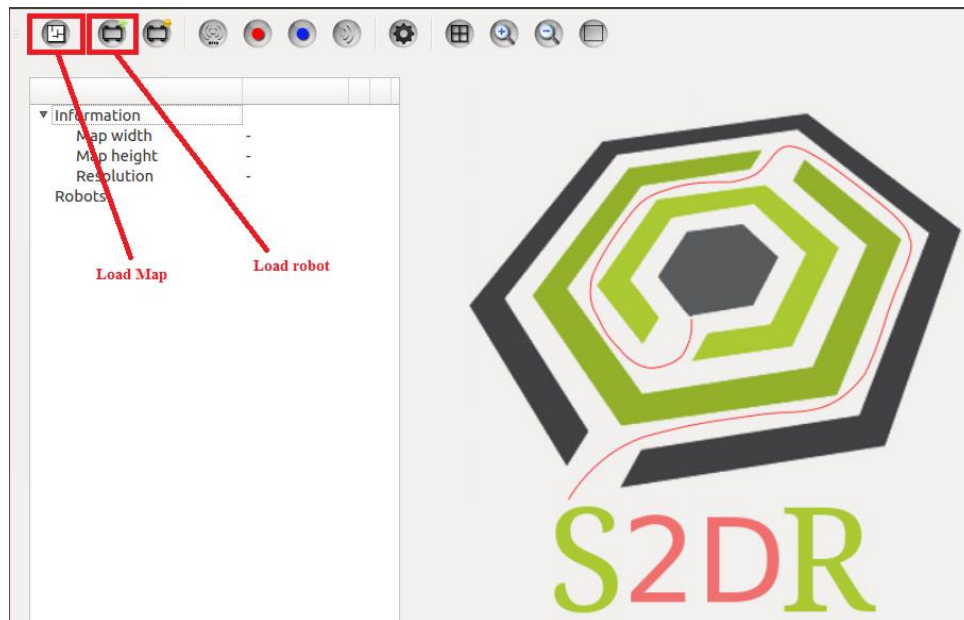 Information
Map width -
Map height -
Resolution -
Robots
Load Map
Load robot
S2DR